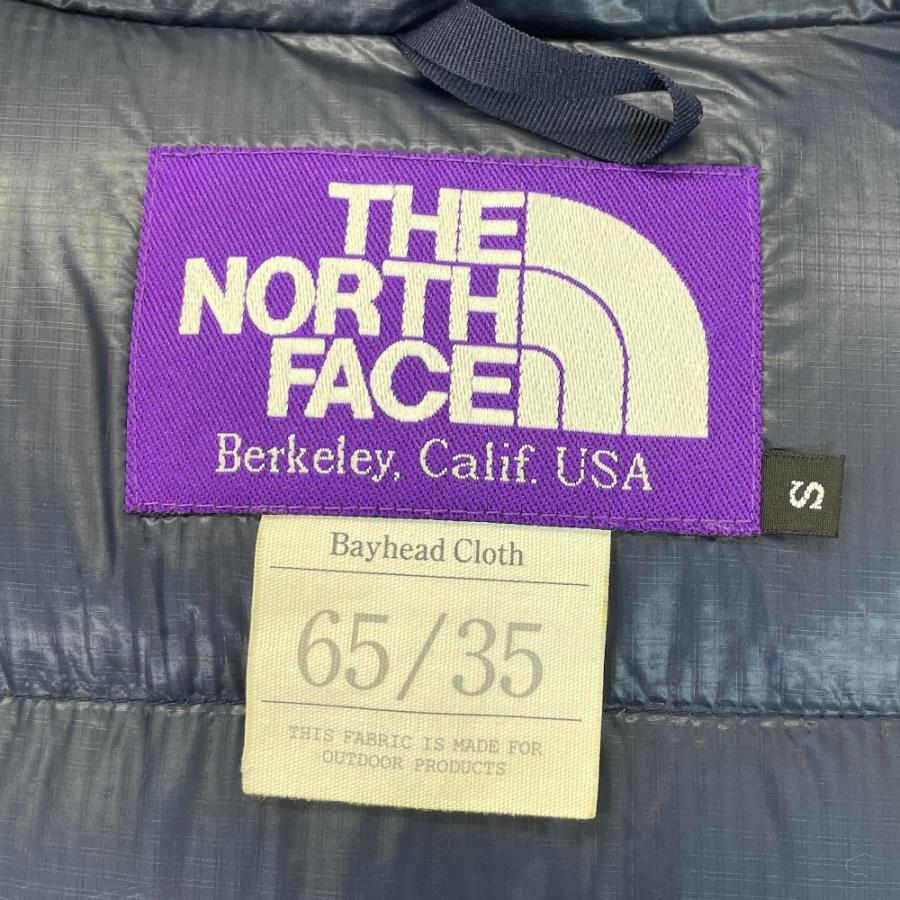 THE
NORTH
FACE
Berkeley, Calif. USA
S
Bayhead Cloth
65/35
THIS FABRIC IS MADE FOR
OUTDOOR PRODUCTS